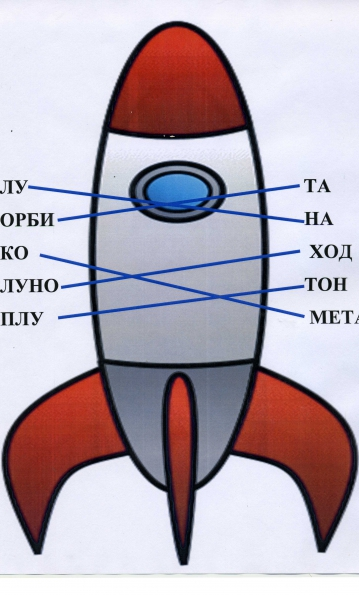 ЛУ ТА
ОРБИ НА
КО ХОД
ЛУНО ТОН
ПЛУ МЕТА